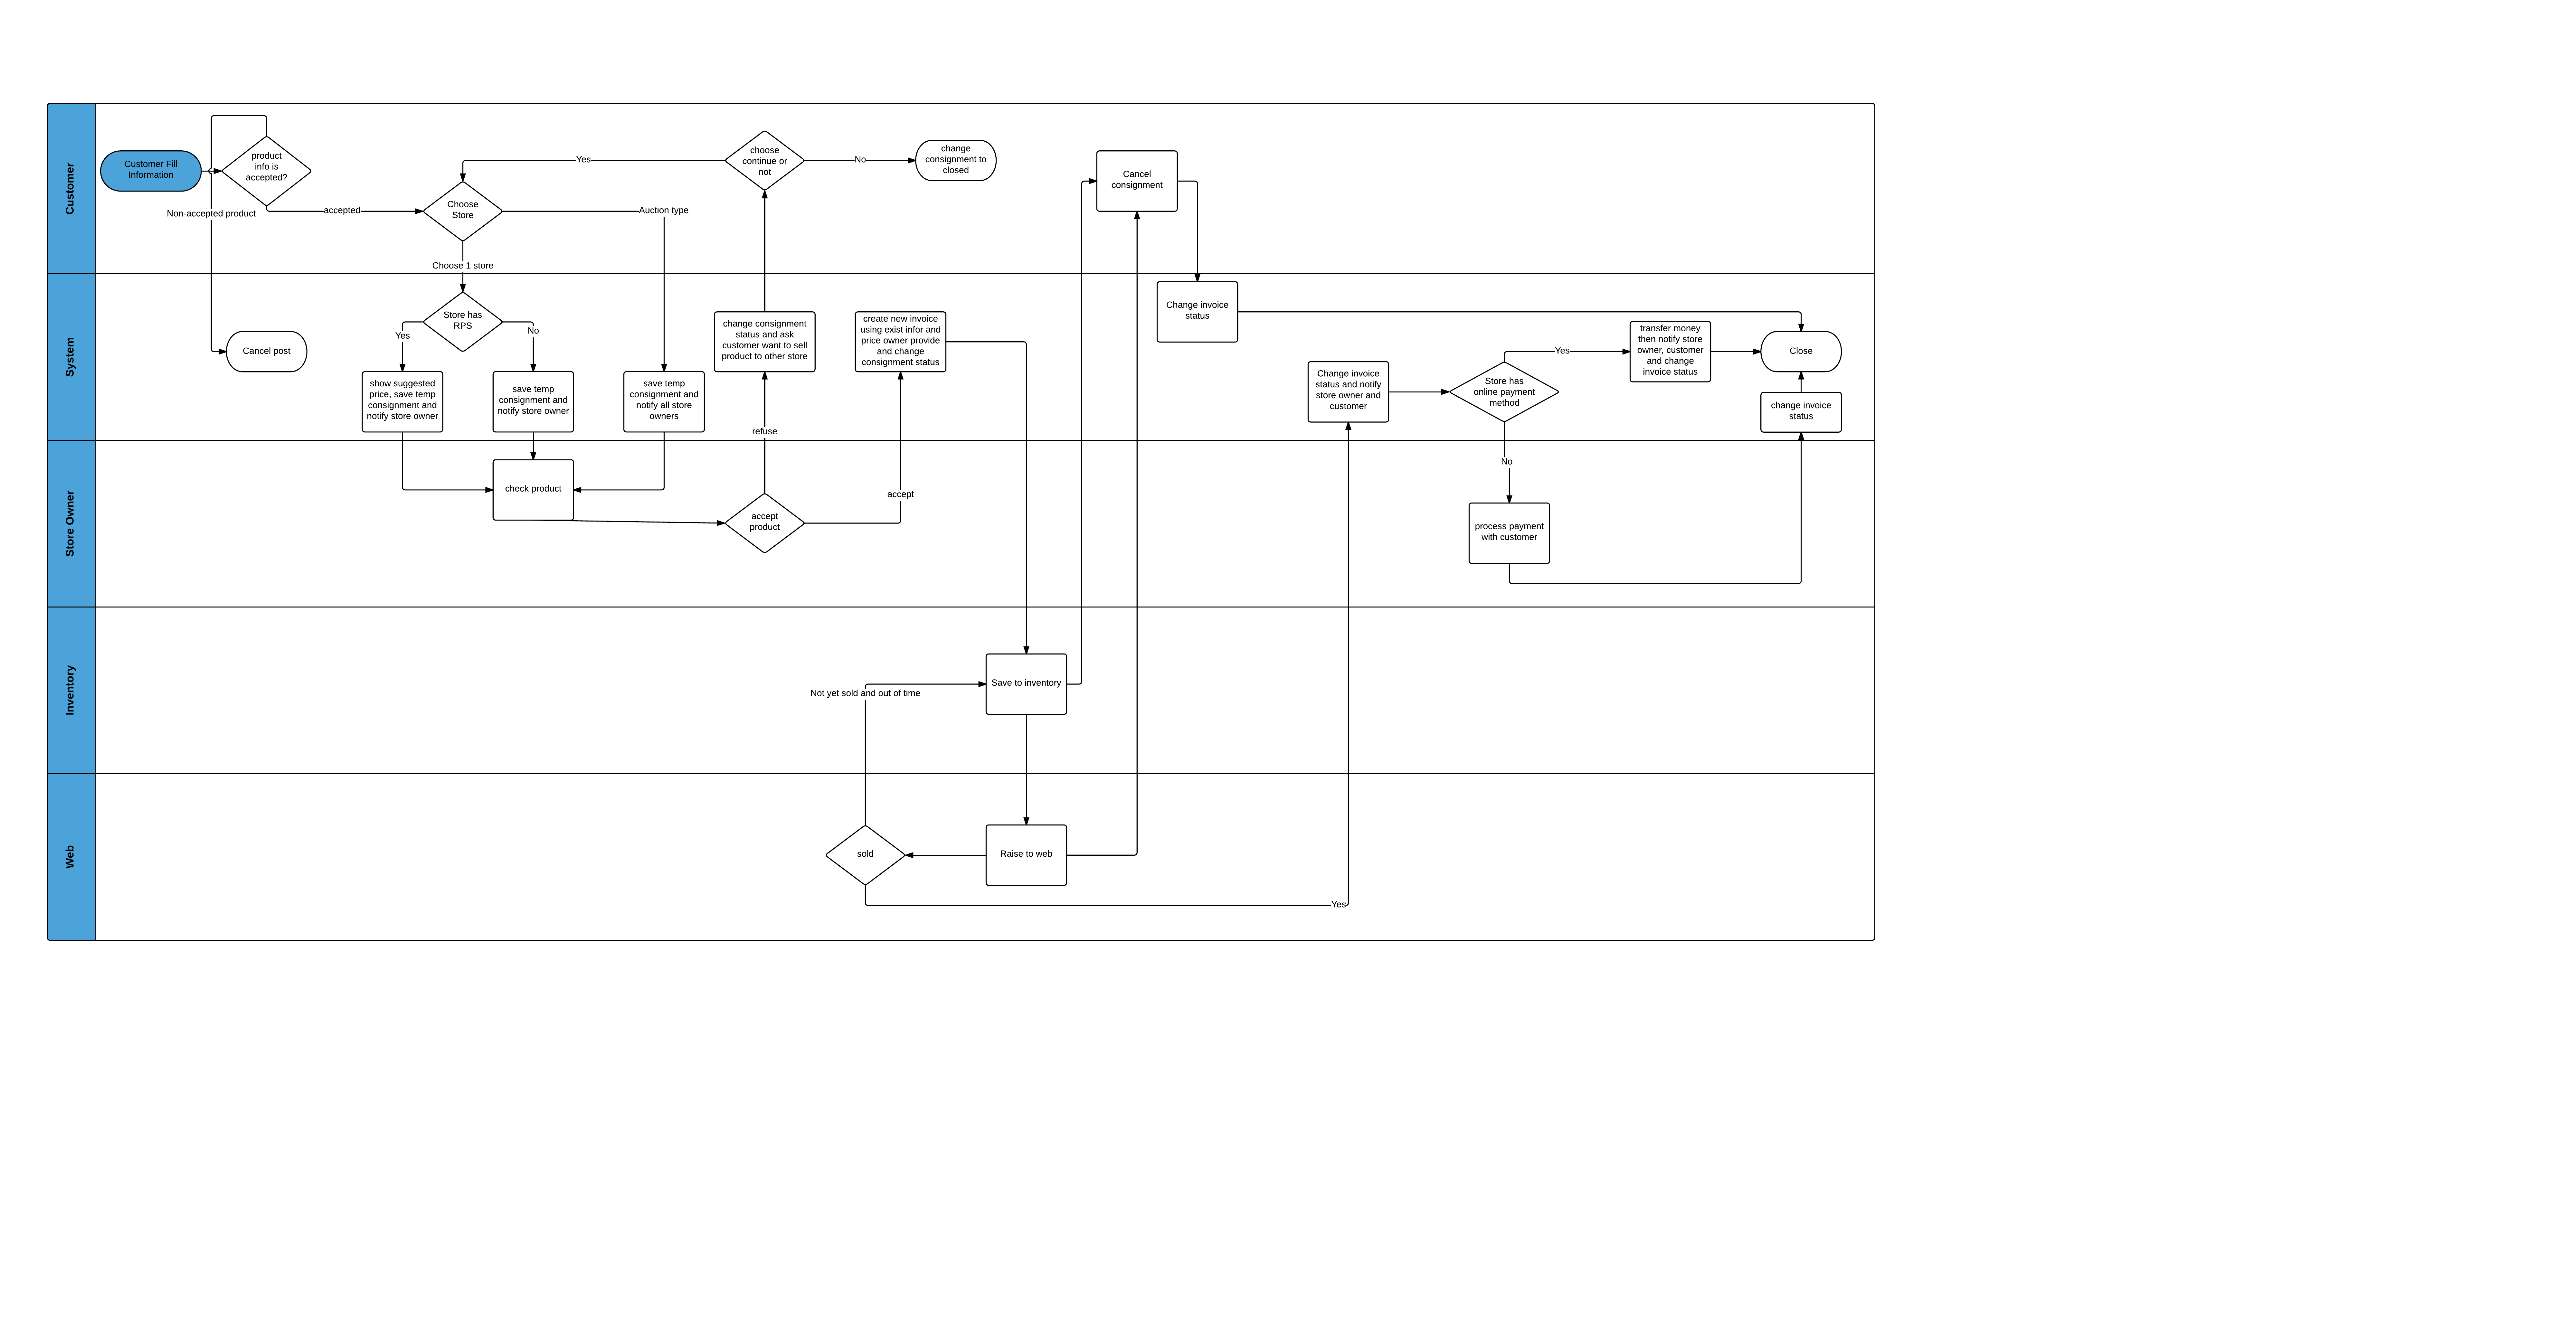 Customer
Customer Fill
Information
product
info is
accepted?
Non-accepted product
accepted
Choose
Store
Yes
Auction type
Choose 1 store
choose
continue or
not
No
change
consignment to
closed
Cancel
consignment
System
Cancel post
Store has
RPS
Yes
No
show suggested
price, save temp
consignment and
notify store owner
save temp
consignment and
notify store owner
save temp
consignment and
notify all store
owners
change consignment
status and ask
customer want to sell
product to other store
create new invoice
using exist infor and
price owner provide
and change
consignment status
refuse
Change invoice
status
Change invoice
status and notify
store owner and
customer
Store has
online payment
method
Yes
transfer money
then notify store
owner, customer
and change
invoice status
Close
change invoice
status
Store Owner
check product
accept
product
accept
No
process payment
with customer
Inventory
Not yet sold and out of time
Save to inventory
Web
sold
Raise to web
Yes